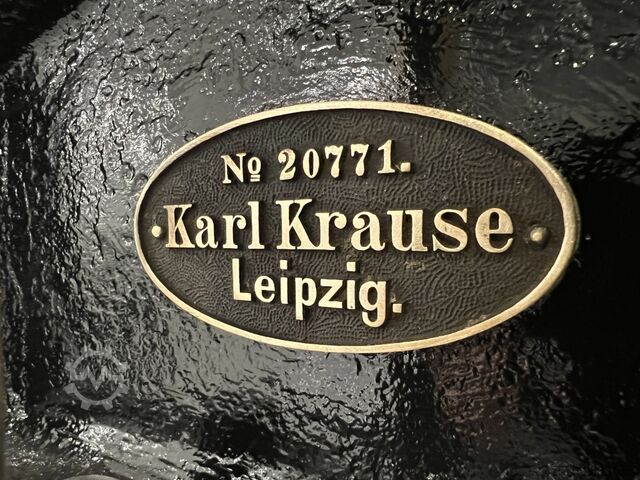 Nº 20771.
Karl Krause
Leipzig.